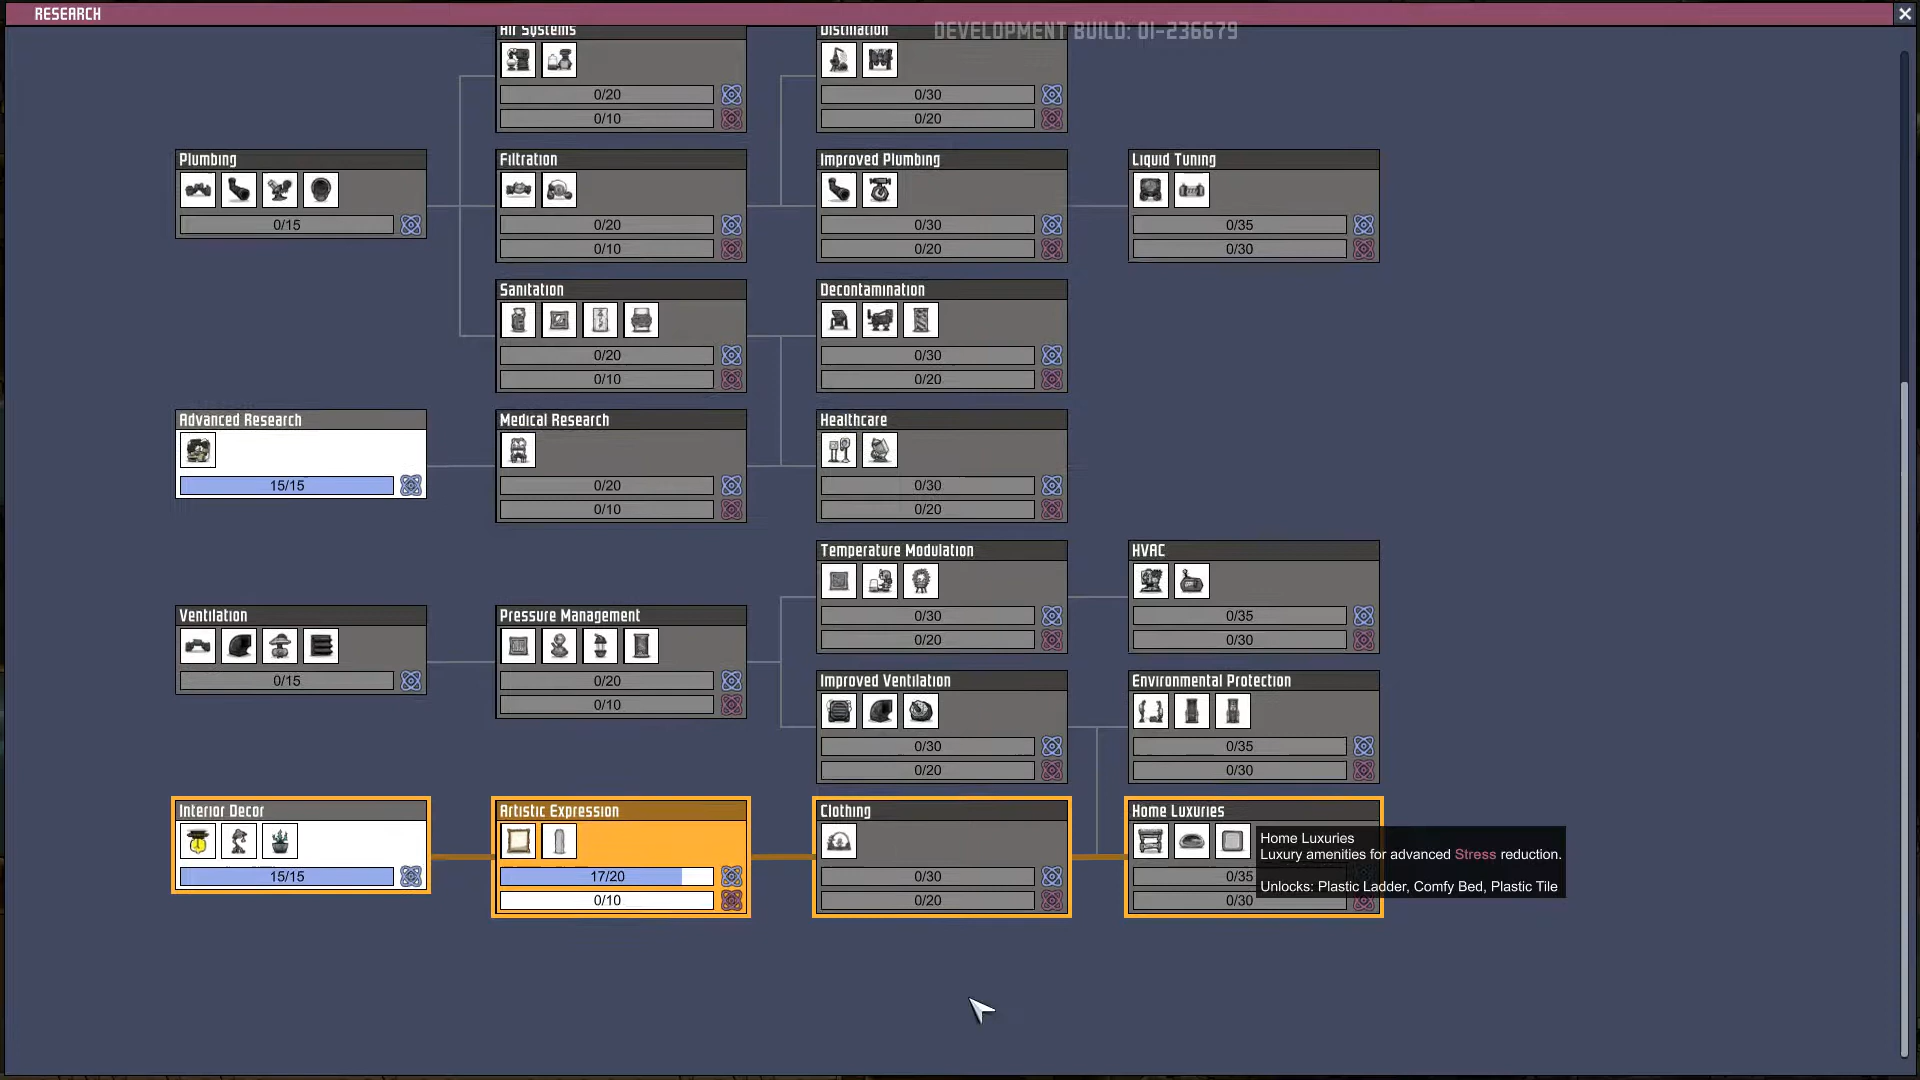 RESEARCH
DEVELOPMENT BUILD: 01-236679
Air Systems
0/20
0/10
Distillation
0/30
0/20
Plumbing
0/15
Filtration
0/20
0/10
Improved Plumbing
0/30
0/20
Liquid Tuning
0/35
0/30
Sanitation
0/20
0/10
Decontamination
0/30
0/20
Advanced Research
15/15
Medical Research
0/20
0/10
Healthcare
0/30
0/20
Temperature Modulation
0/30
0/20
HVAC
0/35
0/30
Ventilation
0/15
Pressure Management
0/20
0/10
Improved Ventilation
0/30
0/20
Environmental Protection
0/35
0/30
Interior Decor
15/15
Artistic Expression
17/20
0/10
Clothing
0/30
0/20
Home Luxuries
0/35
0/30
Home Luxuries
Luxury amenities for advanced Stress reduction.
Unlocks: Plastic Ladder, Comfy Bed, Plastic Tile